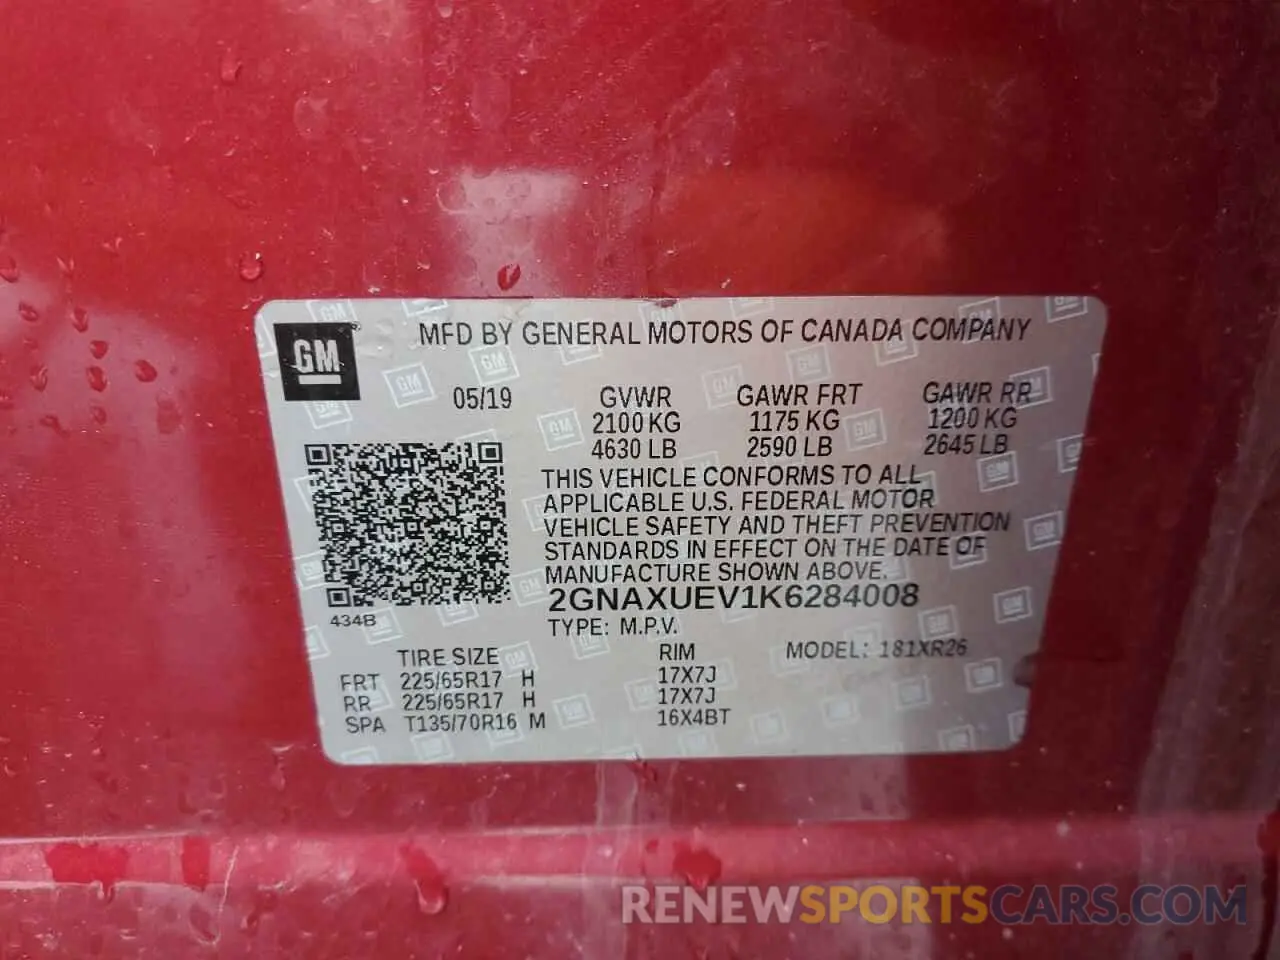 GM
MFD BY GENERAL MOTORS OF CANADA COMPANY
05/19 GVWR GAWR FRT GAWR RR
2100 KG 1175 KG 1200 KG
4630 LB 2590 LB 2645 LB
THIS VEHICLE CONFORMS TO ALL
APPLICABLE U.S. FEDERAL MOTOR
VEHICLE SAFETY AND THEFT PREVENTION
STANDARDS IN EFFECT ON THE DATE OF
MANUFACTURE SHOWN ABOVE.
2GNAXUEV1K6284008
434B
TYPE: M.P.V.
TIRE SIZE RIM MODEL: 181XR26
FRT 225/65R17 H 17X7J
RR 225/65R17 H 17X7J
SPA T135/70R16 M 16X4BT
RENEWSPORTSCARS.COM